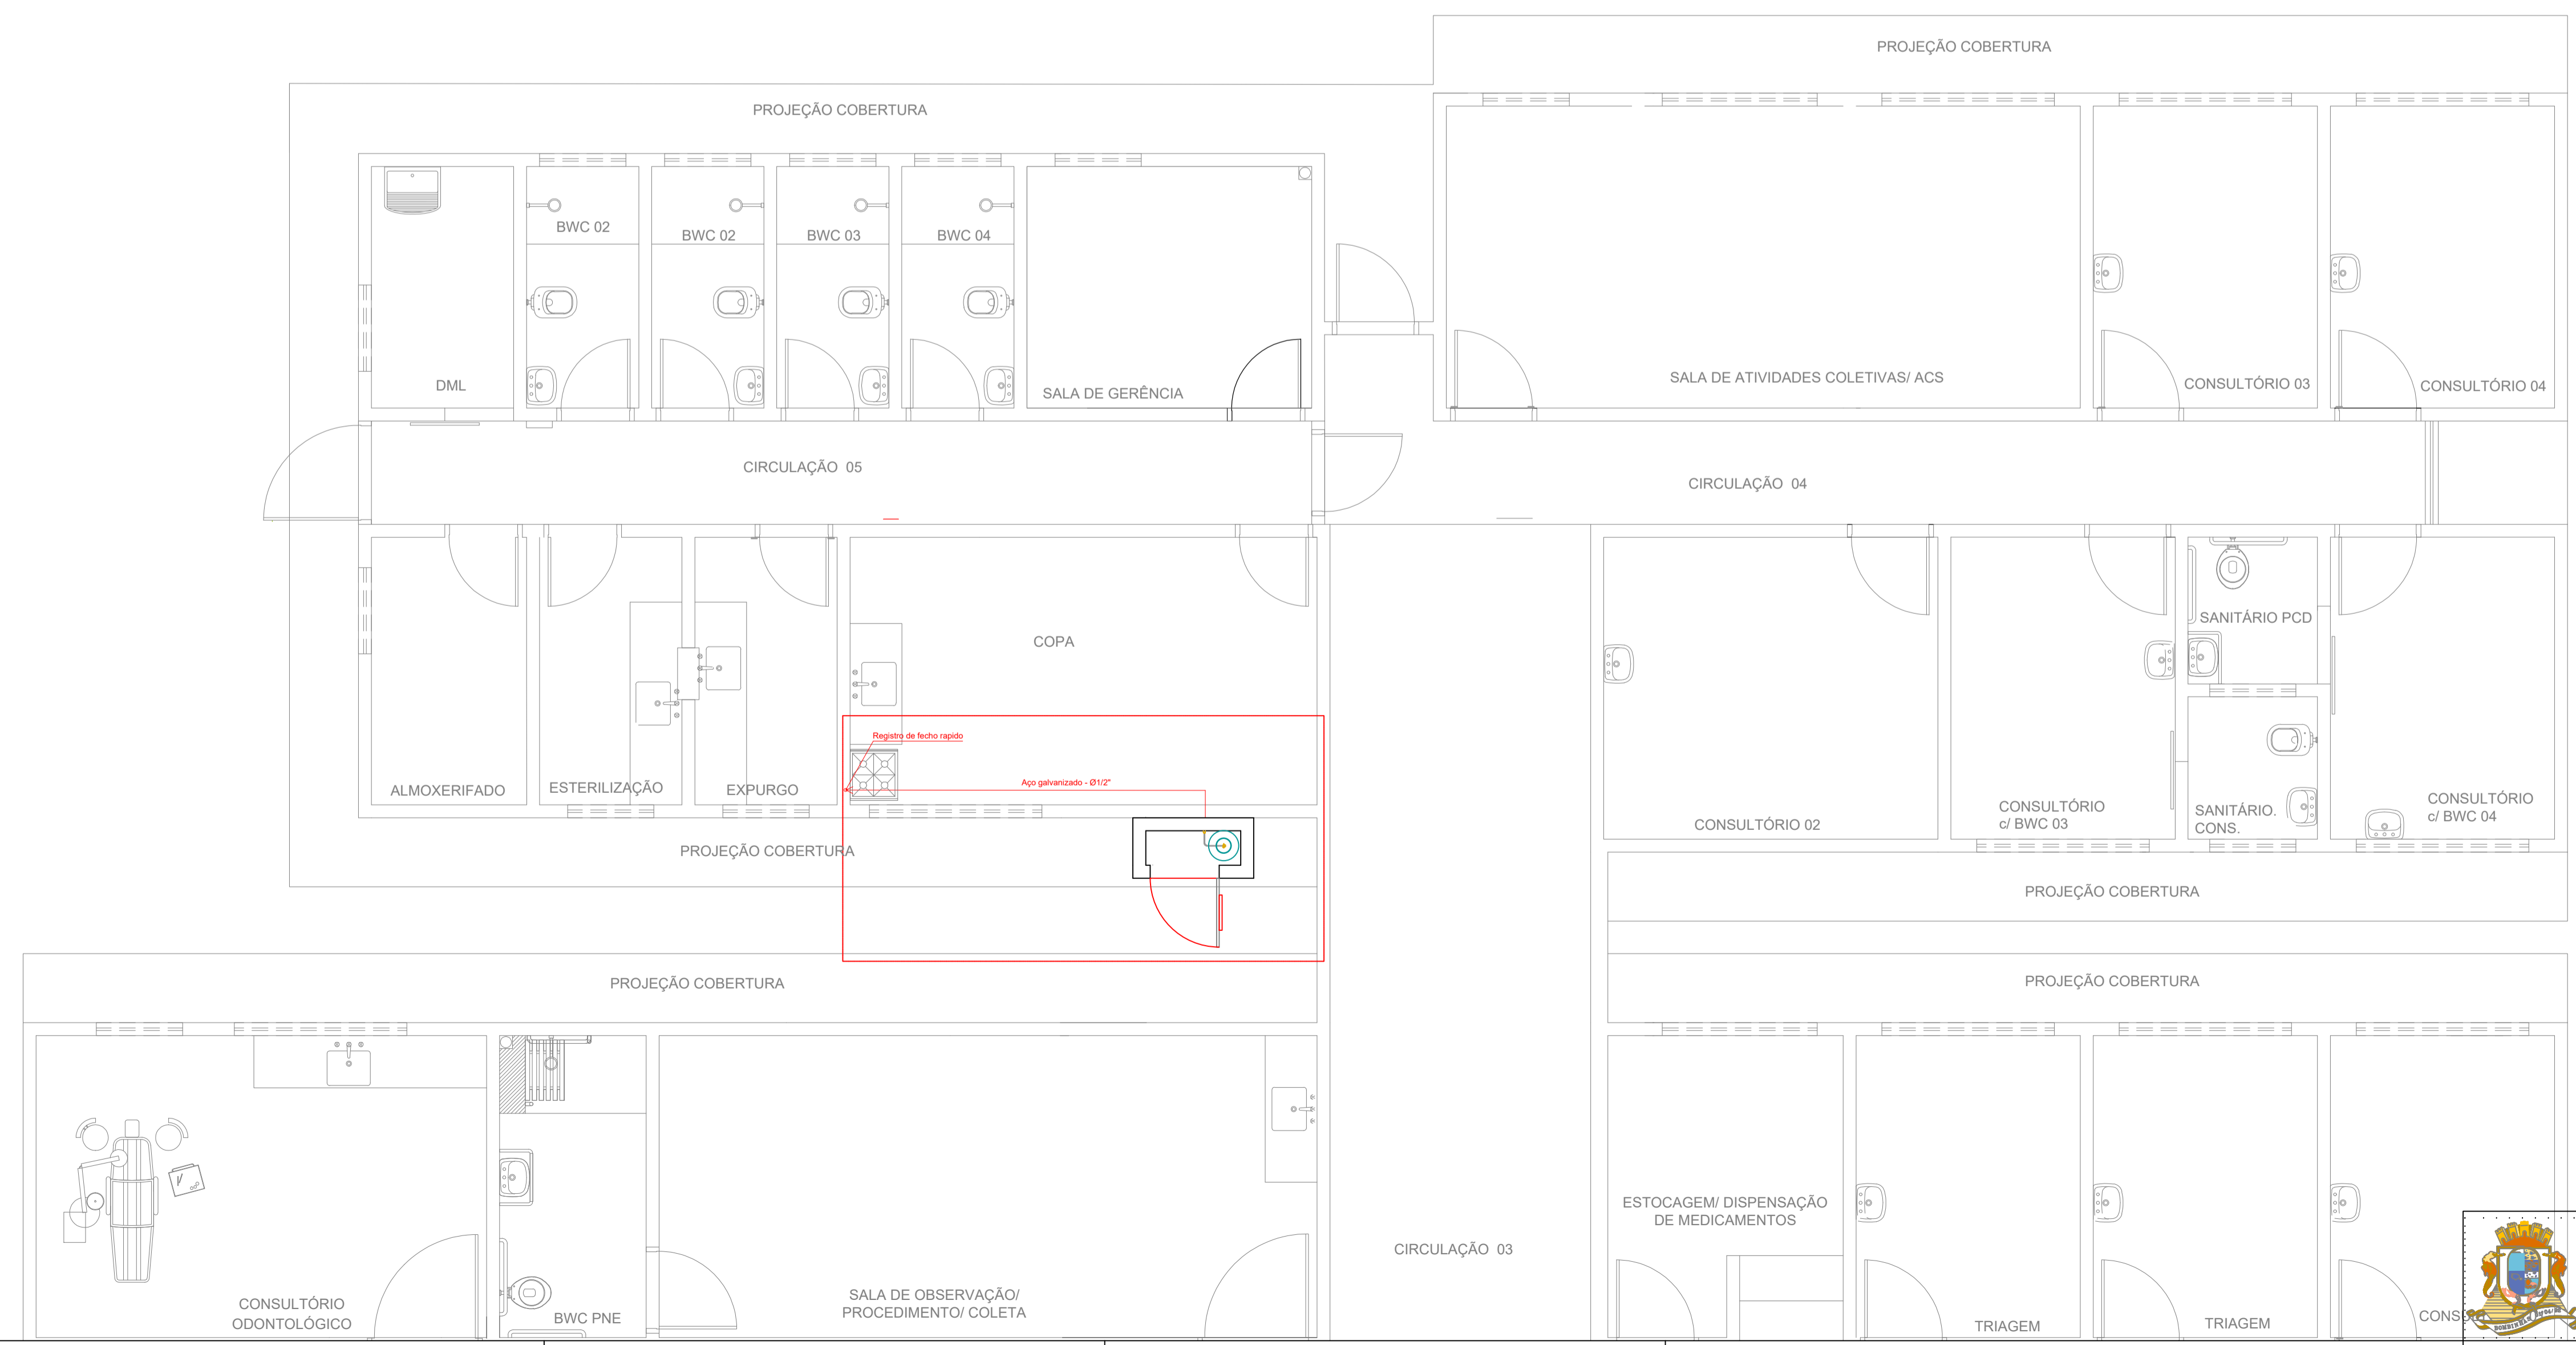 PROJEÇÃO COBERTURA
PROJEÇÃO COBERTURA
BWC 02
BWC 02
BWC 03
BWC 04
DML
SALA DE GERÊNCIA
SALA DE ATIVIDADES COLETIVAS/ ACS
CONSULTÓRIO 03
CONSULTÓRIO 04
CIRCULAÇÃO 05
CIRCULAÇÃO 04
COPA
SANITÁRIO PCD
Registro de fecho rapido
Aço galvanizado - Ø1/2"
ALMOXERIFADO
ESTERILIZAÇÃO
EXPURGO
CONSULTÓRIO 02
CONSULTÓRIO
c/ BWC 03
SANITÁRIO.
CONS.
CONSULTÓRIO
c/ BWC 04
PROJEÇÃO COBERTURA
PROJEÇÃO COBERTURA
PROJEÇÃO COBERTURA
PROJEÇÃO COBERTURA
ESTOCAGEM/ DISPENSAÇÃO
DE MEDICAMENTOS
CIRCULAÇÃO 03
CONSULTÓRIO
ODONTOLÓGICO
BWC PNE
SALA DE OBSERVAÇÃO/
PROCEDIMENTO/ COLETA
TRIAGEM
TRIAGEM